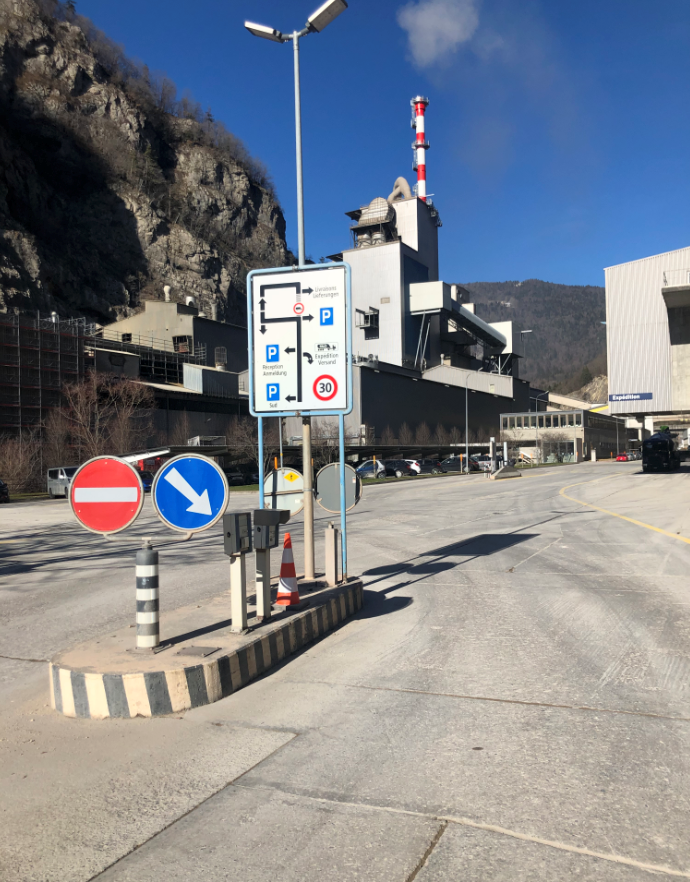 Livraisons
Lieferungen
P
P
Expédition
Versand
Réception
Anmeldung
P
Sud
30
Expédition